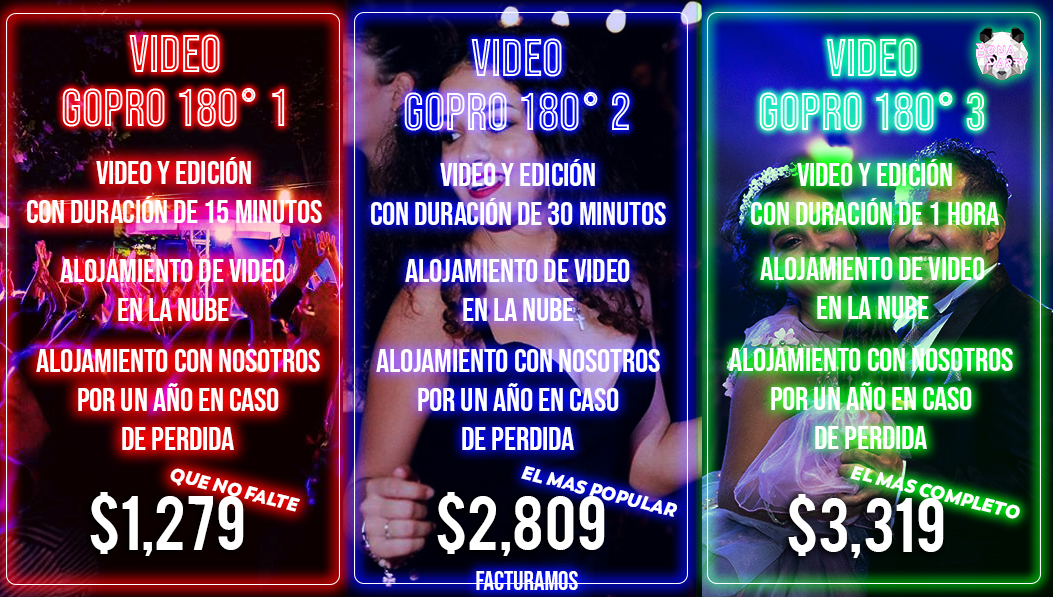 VIDEO
GOPRO 180° 1
VIDEO Y EDICIÓN
CON DURACIÓN DE 15 MINUTOS
ALOJAMIENTO DE VIDEO
EN LA NUBE
ALOJAMIENTO CON NOSOTROS
POR UN AÑO EN CASO
DE PERDIDA
QUE NO FALTE
$1,279
VIDEO
GOPRO 180° 2
VIDEO Y EDICIÓN
CON DURACIÓN DE 30 MINUTOS
ALOJAMIENTO DE VIDEO
EN LA NUBE
ALOJAMIENTO CON NOSOTROS
POR UN AÑO EN CASO
DE PERDIDA
EL MAS POPULAR
$2,809
FACTURAMOS
BONA
PARTY
VIDEO
GOPRO 180° 3
VIDEO Y EDICIÓN
CON DURACIÓN DE 1 HORA
ALOJAMIENTO DE VIDEO
EN LA NUBE
ALOJAMIENTO CON NOSOTROS
POR UN AÑO EN CASO
DE PERDIDA
EL MAS COMPLETO
$3,319